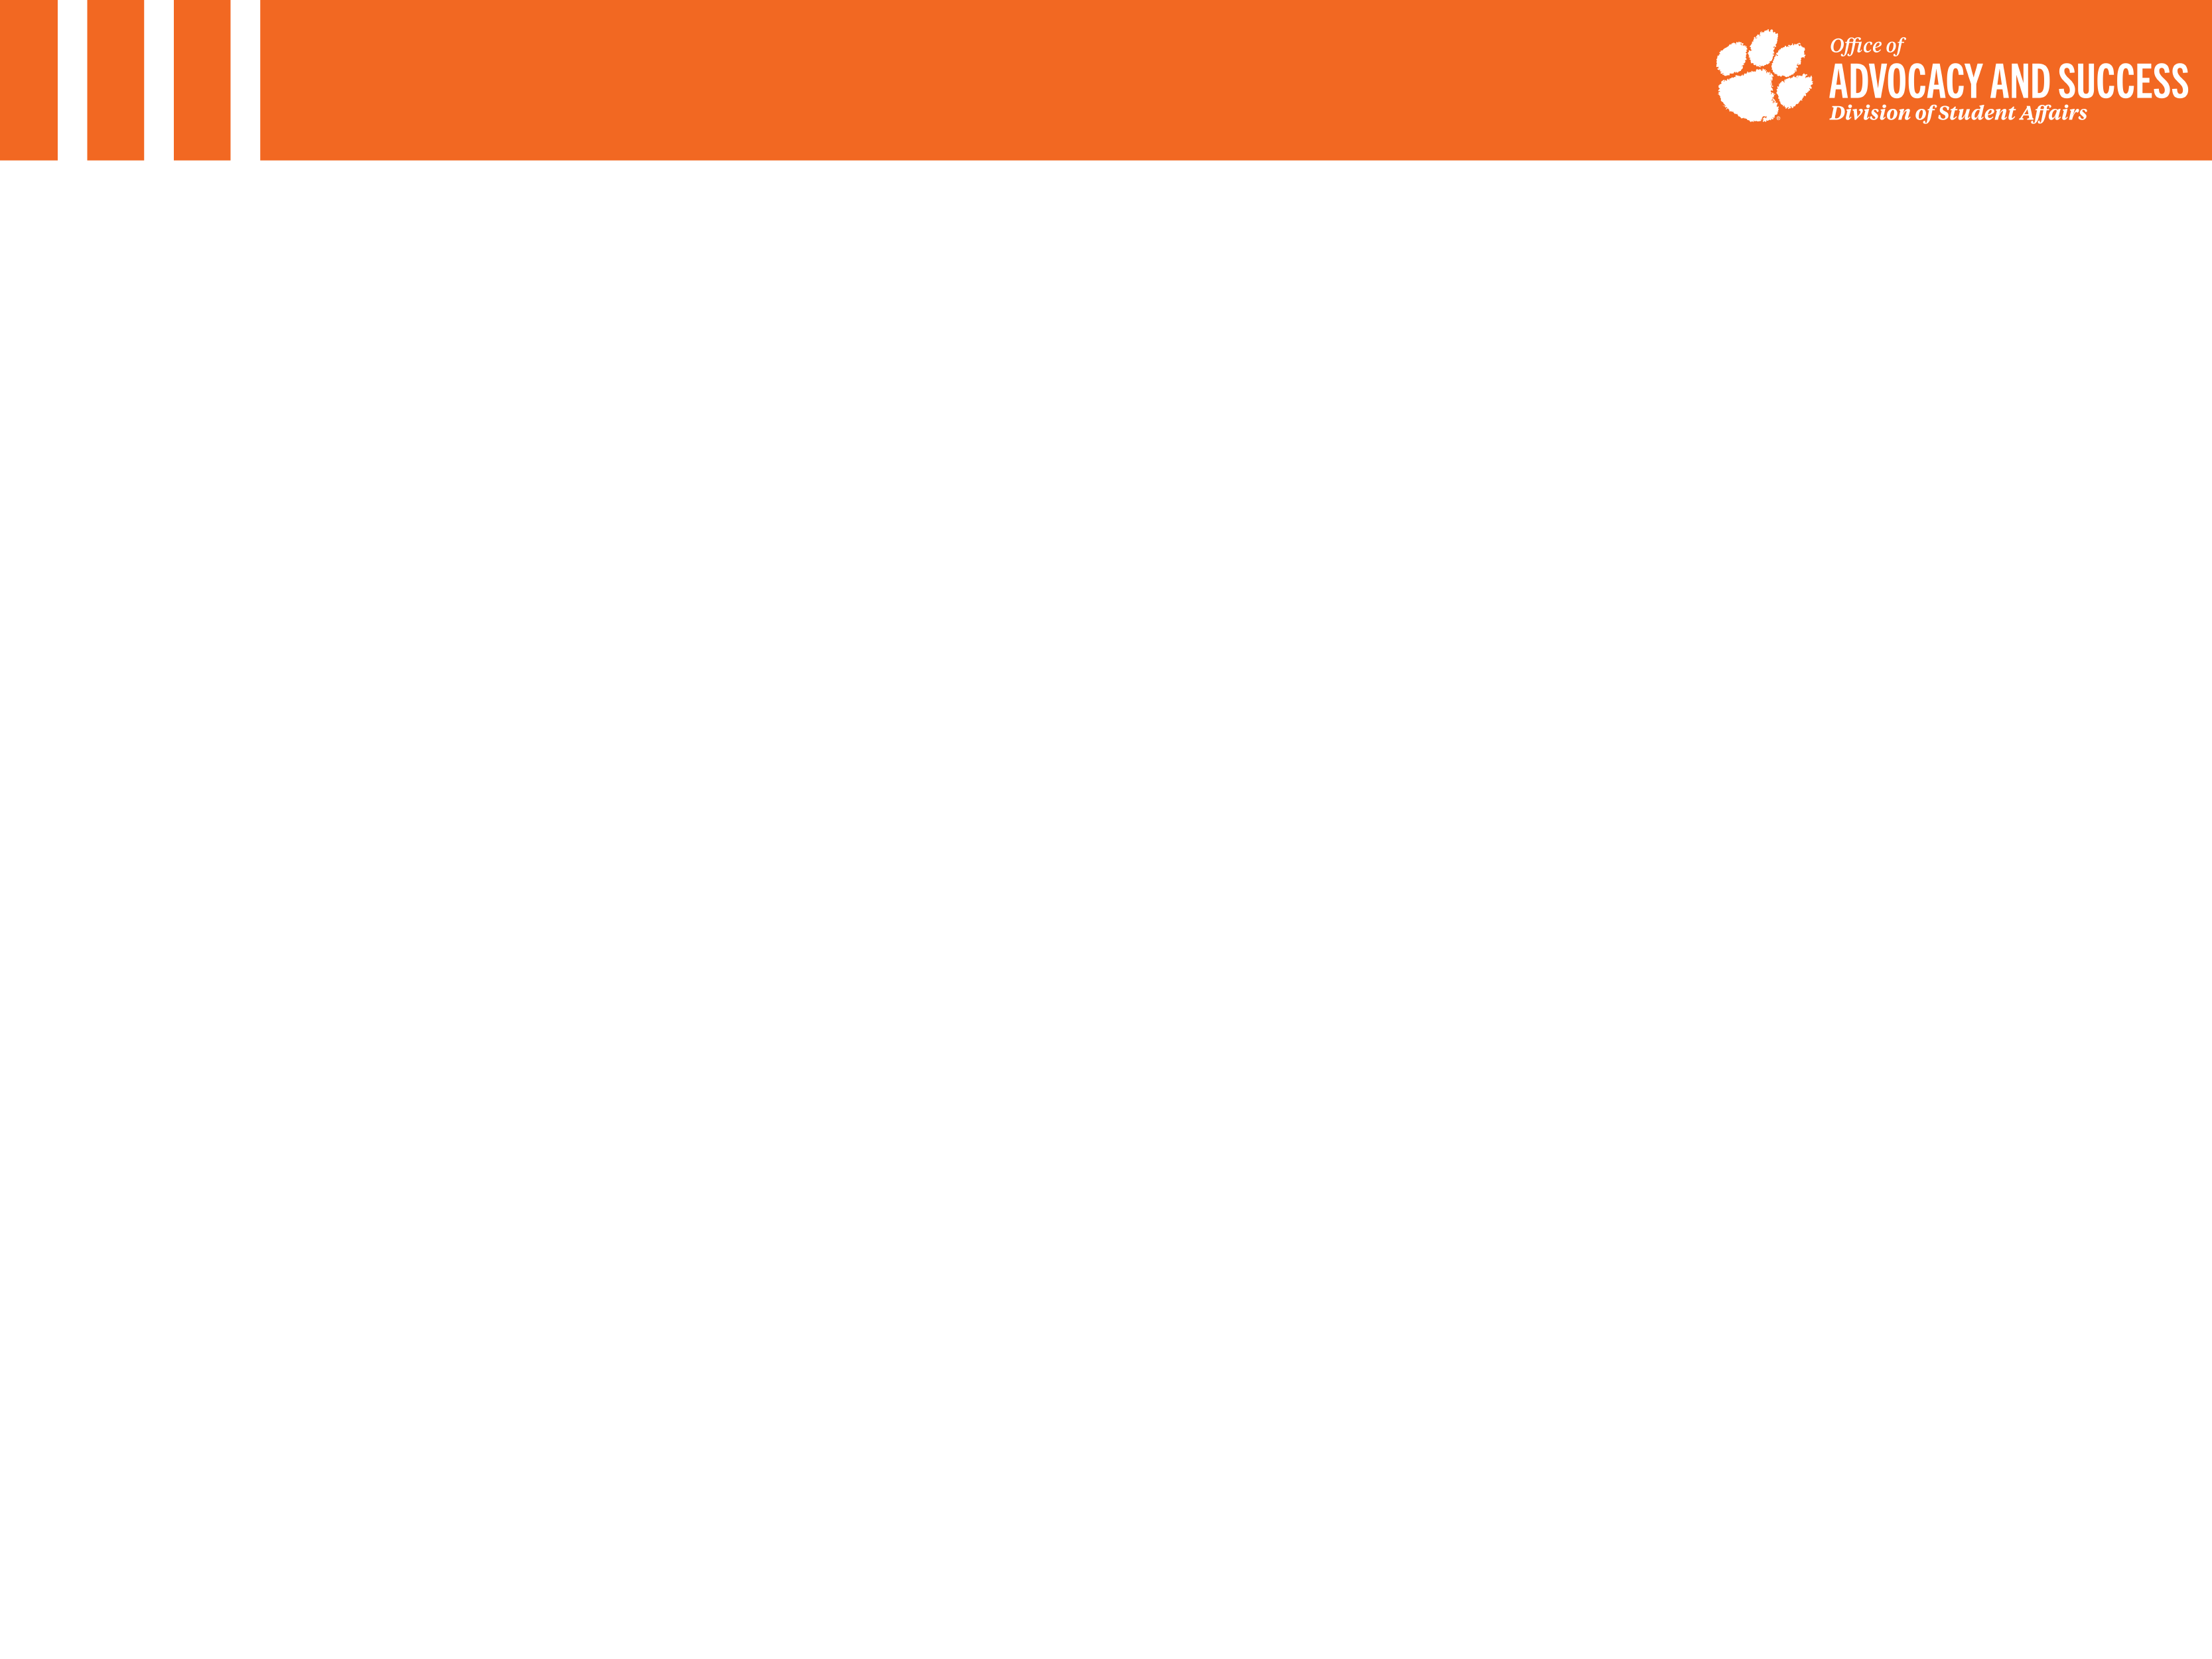 Office of
ADVOCACY AND SUCCESS
Division of Student Affairs